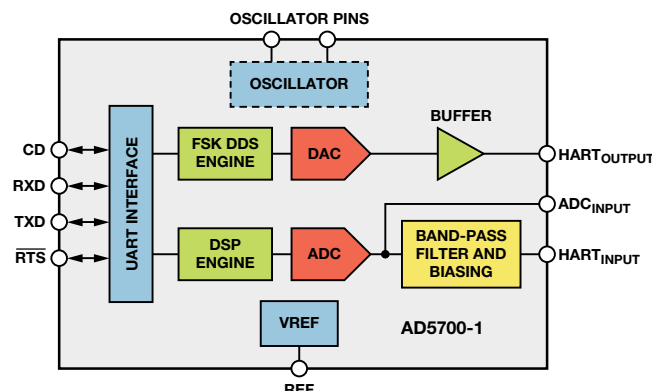 OSCILLATOR PINS
OSCILLATOR
BUFFER
CD
RXD
TXD
RTS
UART INTERFACE
FSK DDS
ENGINE
DAC
HARTOUTPUT
ADCINPUT
DSP
ENGINE
ADC
BAND-PASS
FILTER AND
BIASING
HARTINPUT
VREF
AD5700-1
REF